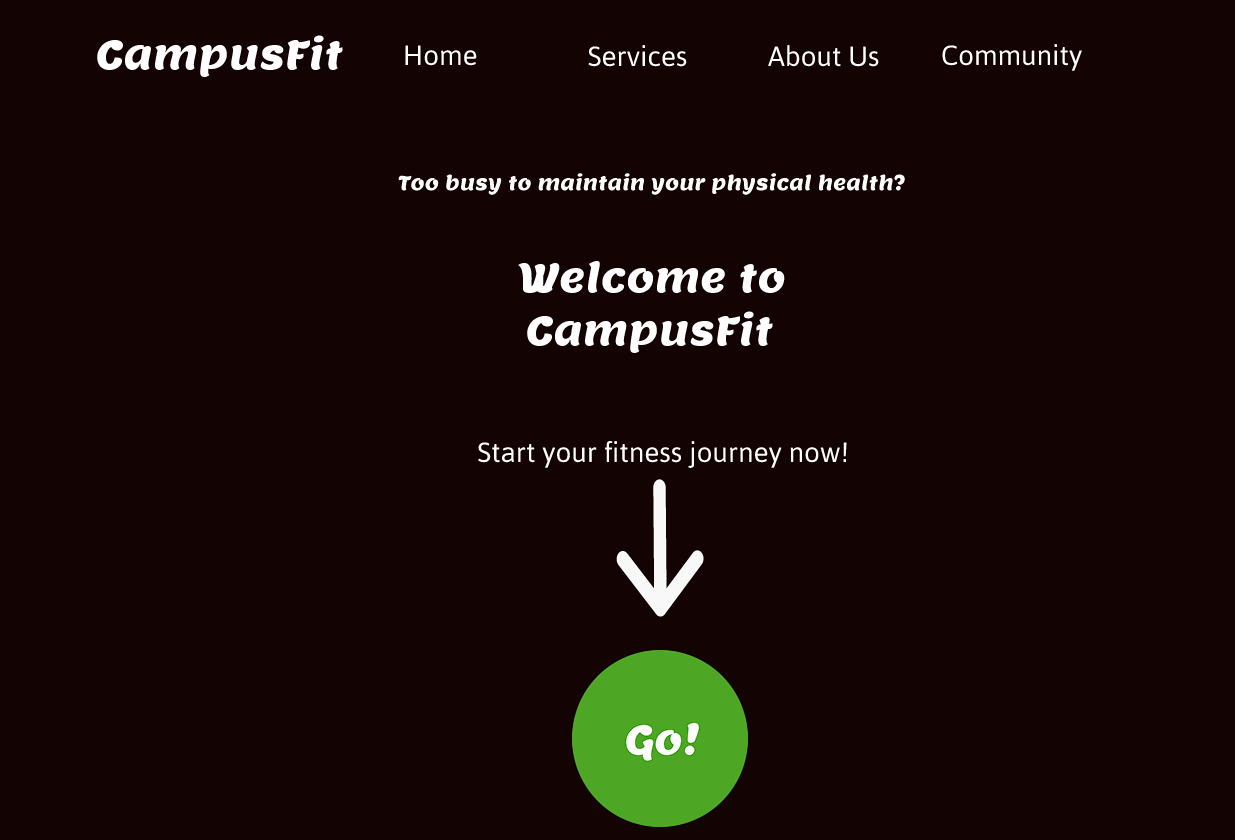 CampusFit Home Services About Us Community
Too busy to maintain your physical health?
Welcome to
CampusFit
Start your fitness journey now!
Go!